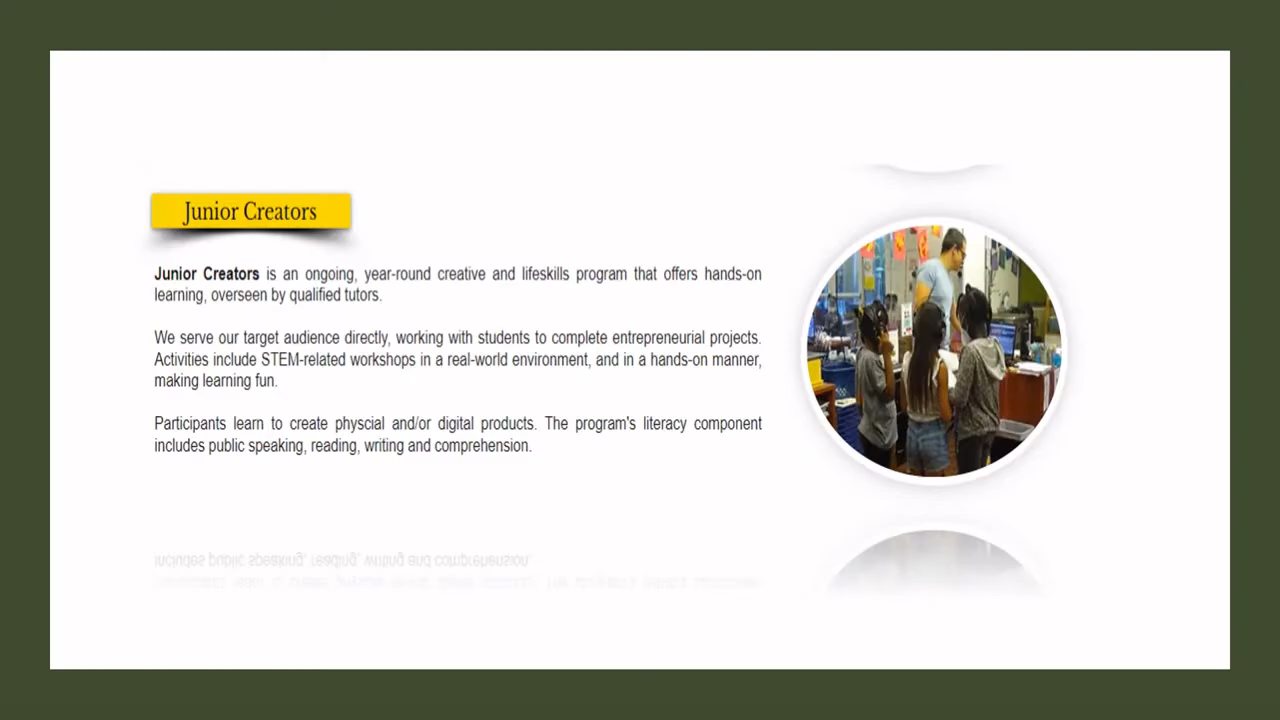 Junior Creators
Junior Creators is an ongoing, year-round creative and lifeskills program that offers hands-on
learning, overseen by qualified tutors.
We serve our target audience directly, working with students to complete entrepreneurial projects.
Activities include STEM-related workshops in a real-world environment, and in a hands-on manner,
making learning fun.
Participants learn to create physcial and/or digital products. The program's literacy component
includes public speaking, reading, writing and comprehension.